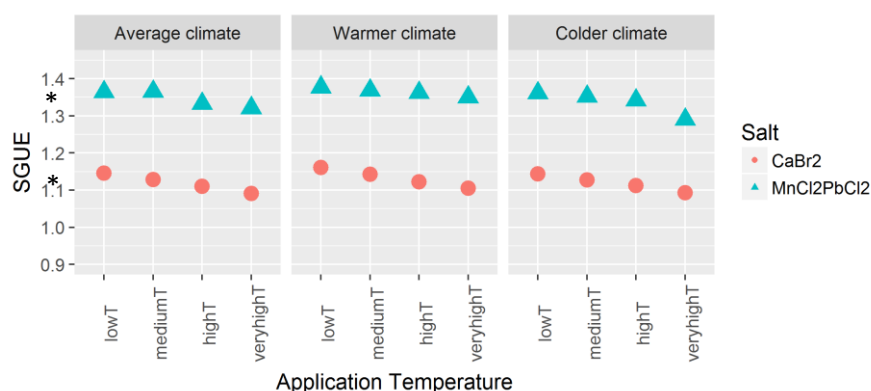 Average climate Warmer climate Colder climate
1.4
*
1.3
1.2
*
1.1
1.0
0.9
SGUE
Salt
CaBr2
MnCl2PbCl2
lowT mediumT highT veryhighT lowT mediumT highT veryhighT lowT mediumT highT veryhighT
Application Temperature